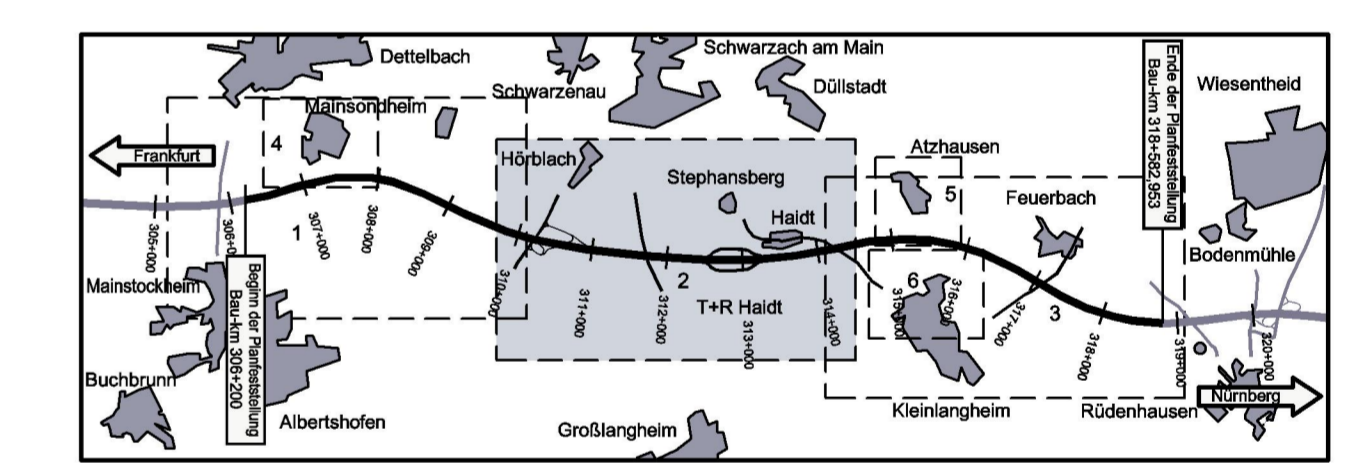 Dettelbach
Schwarzach am Main
Schwarzenau
Düllstadt
Wiesentheid
Mainsondheim
4
Frankfurt
Hörblach
Stephansberg
Haidt
Atzhausen
5
Feuerbach
Ende der Planfeststellung
Bau-km 318+582,953
Bodenmühle
305+000
306+0
307+000
308+000
309+000
310+000
311+000
312+000
313+000
314+000
315+000
316+000
317+000
318+000
319+000
320+000
1
2
6
3
T+R Haidt
Mainstockheim
Beginn der Planfeststellung
Bau-km 306+200
Buchbrunn
Albertshofen
Großlangheim
Kleinlangheim
Rüdenhausen
Nürnberg